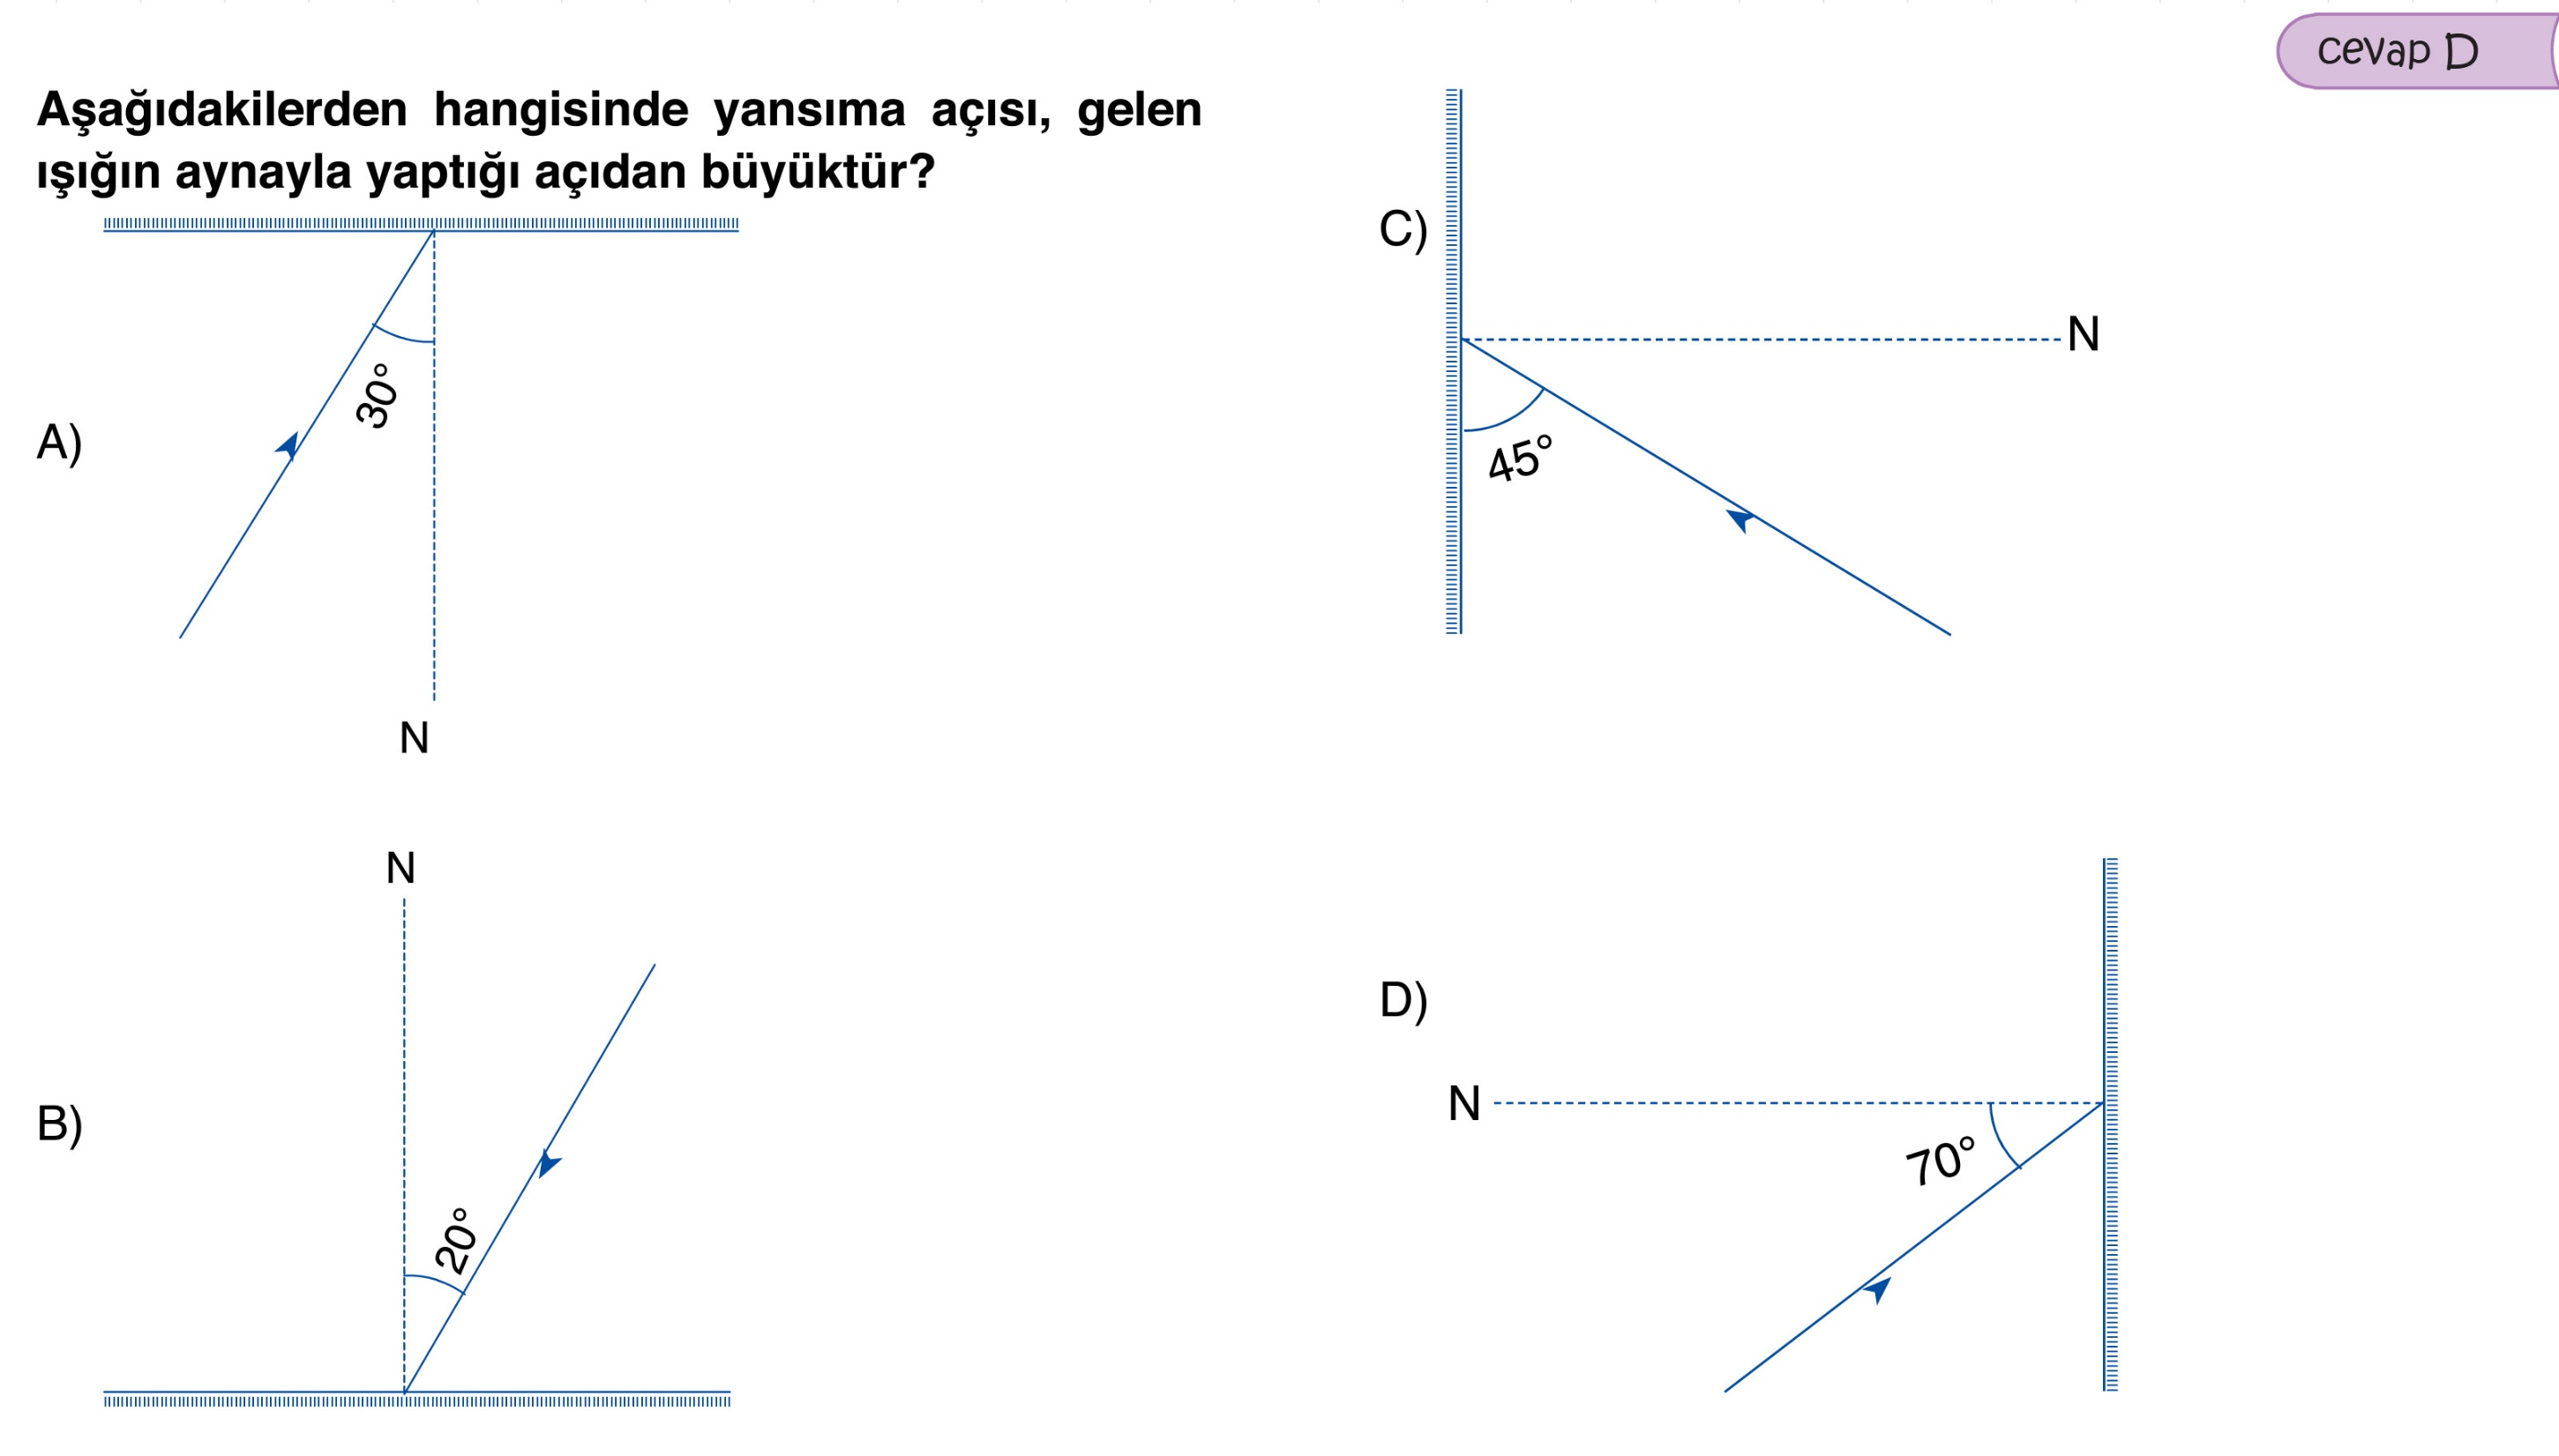 cevap D
Aşağıdakilerden hangisinde yansıma açısı, gelen
ışığın aynayla yaptığı açıdan büyüktür?
A)
30°
N
B)
N
20°
C)
N
45°
D)
N
70°